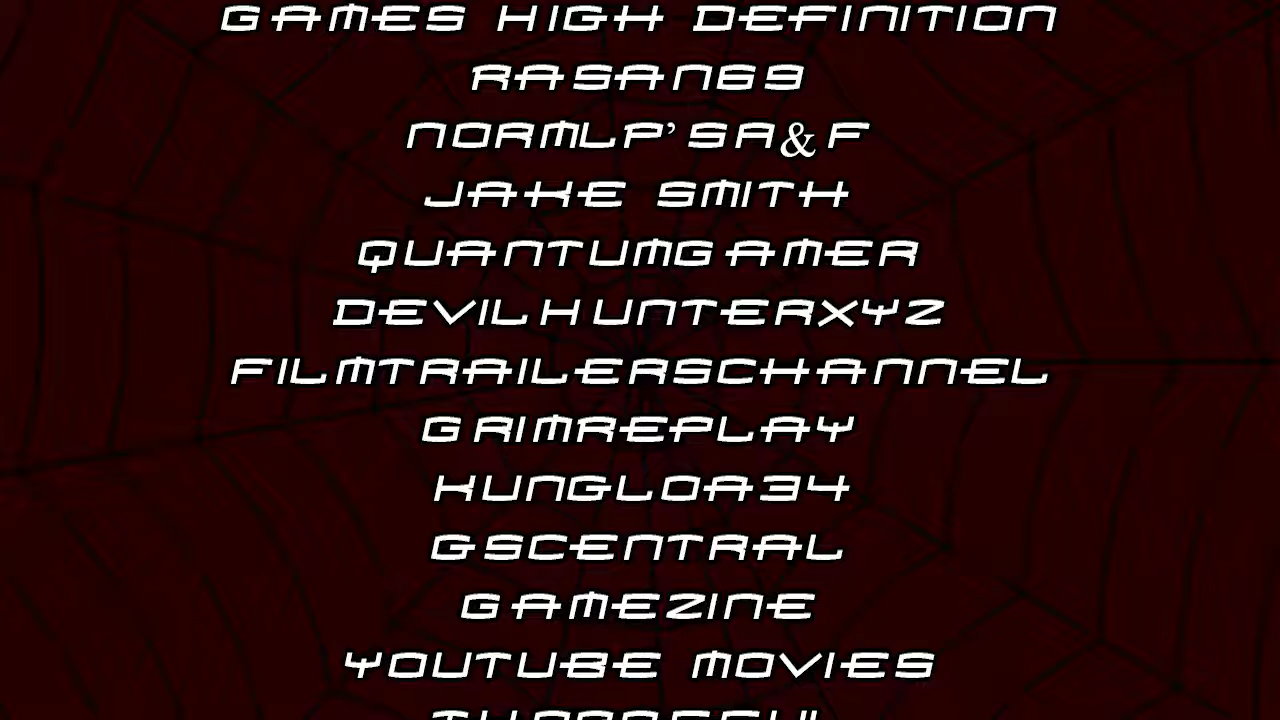 GAMES HIGH DEFINITION
RASAN69
NORMLP'SA&F
JAKE SMITH
QUANTUMGAMER
DEVILHUNTERXYZ
FILMTRAILERSCHANNEL
GRIMREPLAY
KUNGLOA34
GSCENTRAL
GAMEZINE
YOUTUBE MOVIES